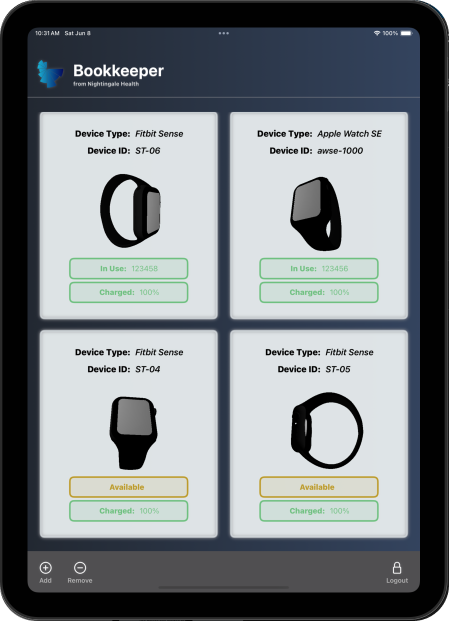 10:31 AM Sat Jun 8
100%
Bookkeeper
from Nightingale Health
Device Type: Fitbit Sense
Device ID: ST-06
In Use: 123458
Charged: 100%
Device Type: Apple Watch SE
Device ID: awse-1000
In Use: 123456
Charged: 100%
Device Type: Fitbit Sense
Device ID: ST-04
Available
Charged: 100%
Device Type: Fitbit Sense
Device ID: ST-05
Available
Charged: 100%
Add
Remove
Logout